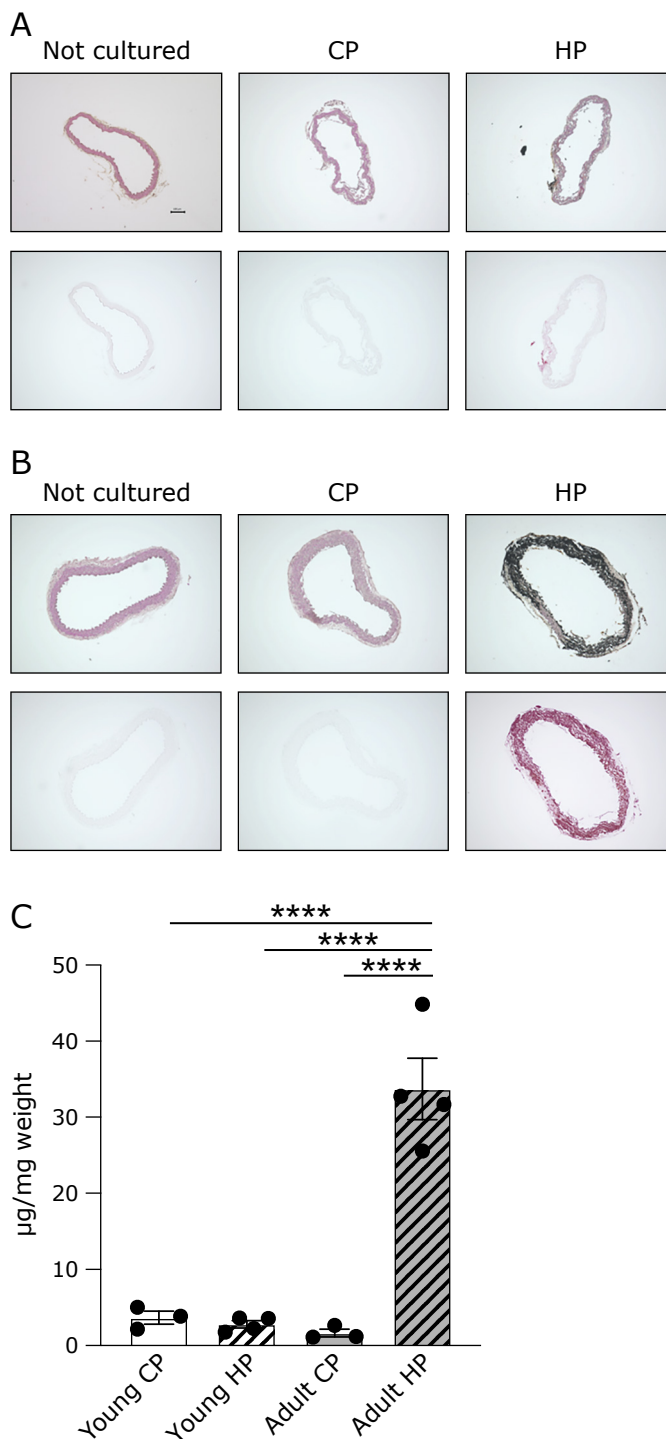 A
Not cultured CP HP
B
Not cultured CP HP
C
****
****
****
50
40
30
20
10
0
µg/mg weight
Young CP
Young HP
Adult CP
Adult HP